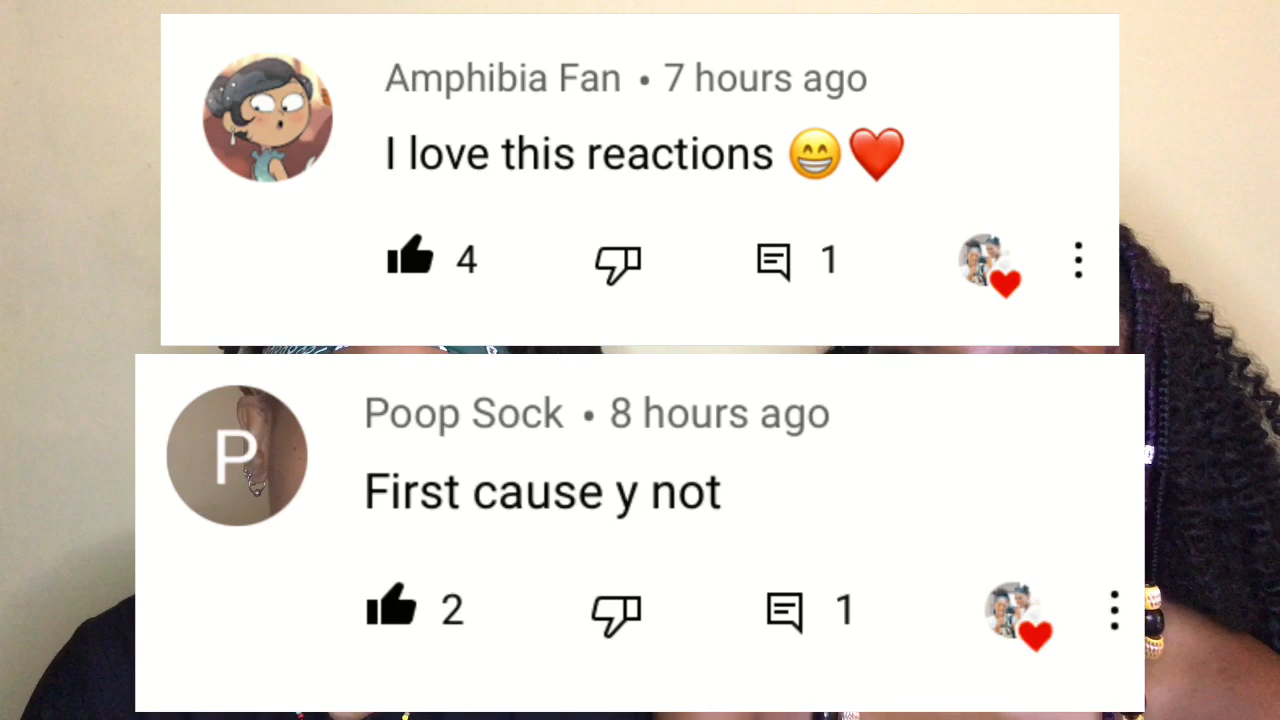 Amphibia Fan • 7 hours ago
I love this reactions 😁❤️
4 1
P
Poop Sock • 8 hours ago
First cause y not
2 1